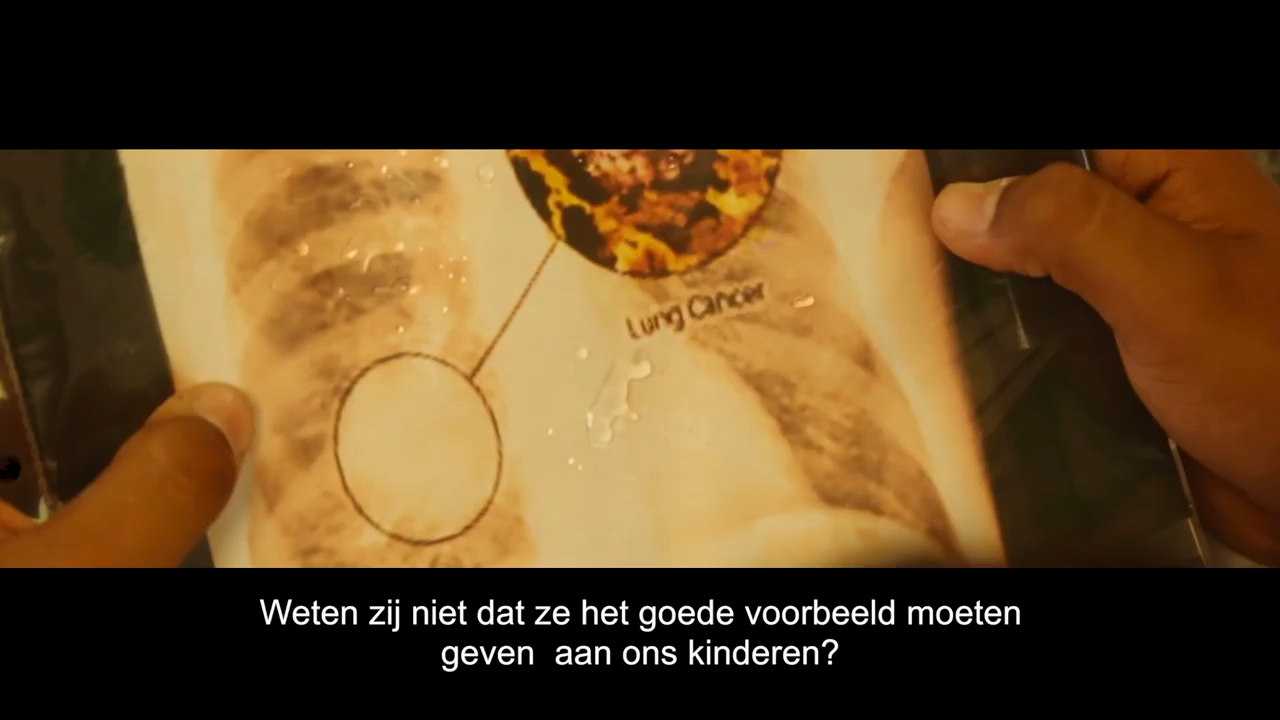 Lung Cancer
Weten zij niet dat ze het goede voorbeeld moeten
geven  aan ons kinderen?